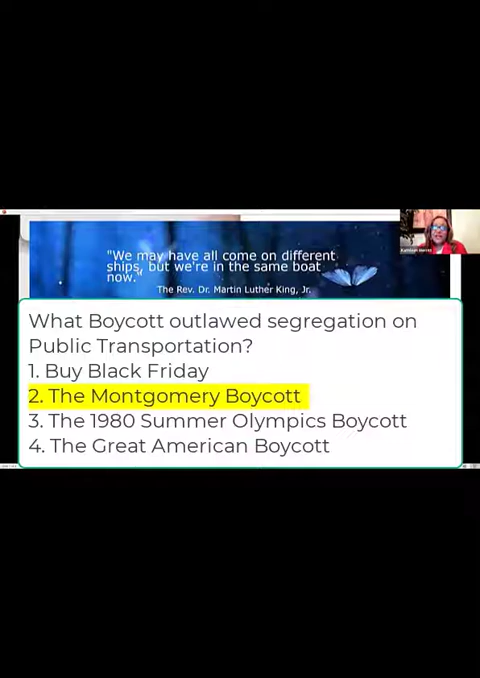 "We may have all come on different
ships, but we're in the same boat
now."
The Rev. Dr. Martin Luther King, Jr.
What Boycott outlawed segregation on
Public Transportation?
1. Buy Black Friday
2. The Montgomery Boycott
3. The 1980 Summer Olympics Boycott
4. The Great American Boycott